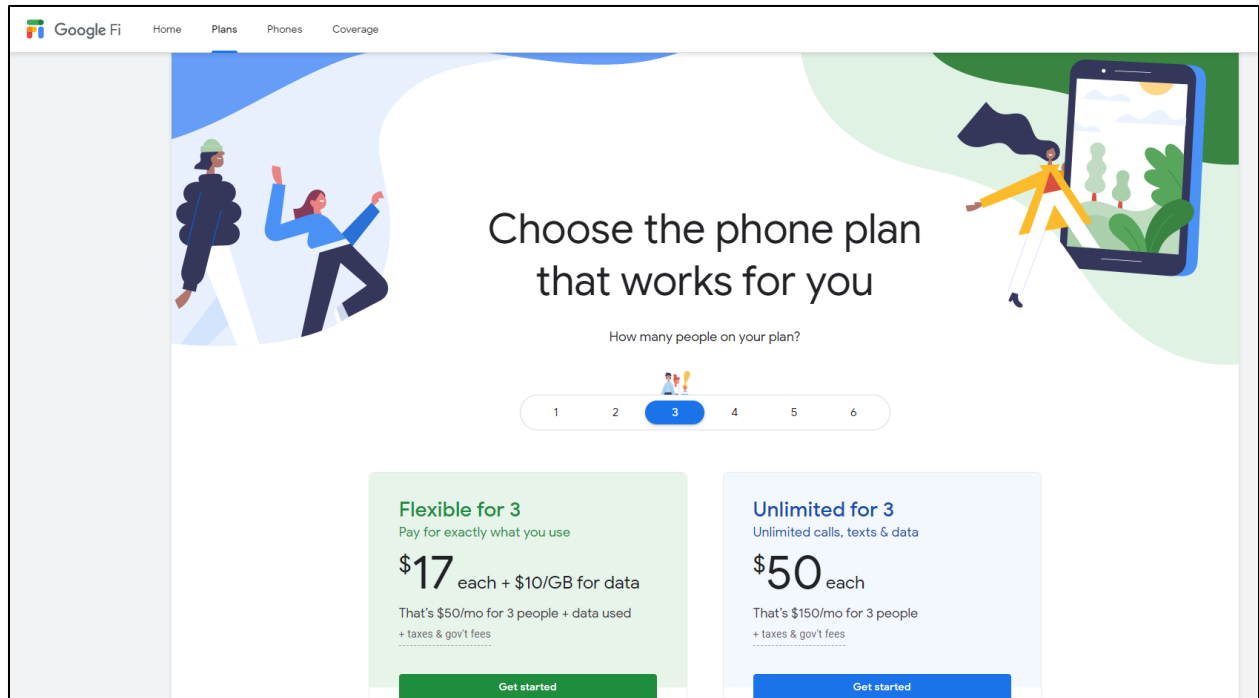 Google Fi
Home Plans Phones Coverage
Choose the phone plan
that works for you
How many people on your plan?
1 2 3 4 5 6
Flexible for 3
Pay for exactly what you use
$17 each + $10/GB for data
That's $50/mo for 3 people + data used
+ taxes & gov't fees
Get started
Unlimited for 3
Unlimited calls, texts & data
$50 each
That's $150/mo for 3 people
+ taxes & gov't fees
Get started